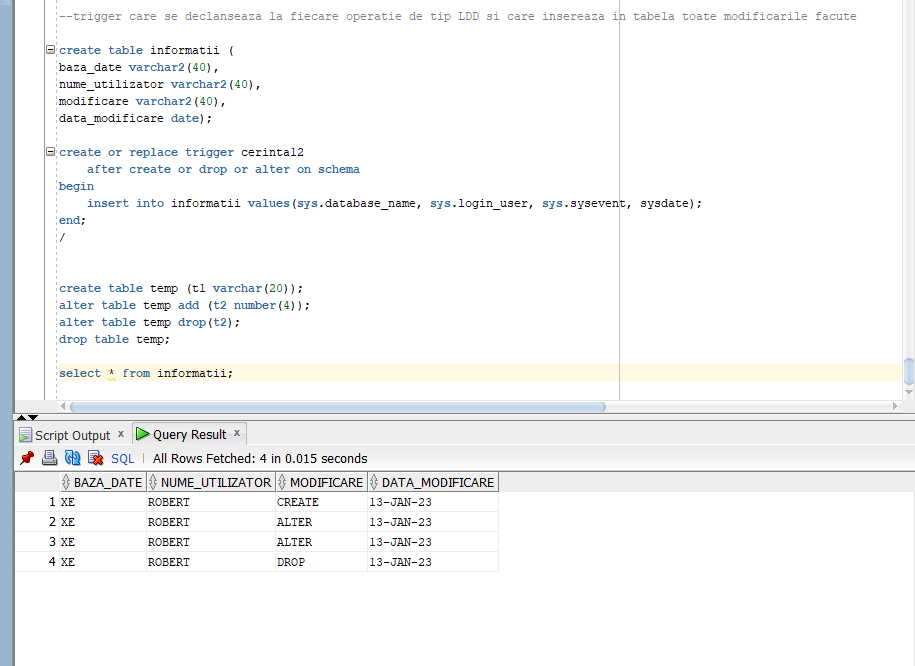 --trigger care se declanseaza la fiecare operatie de tip LDD si care insereaza in tabela toate modificarile facute
create table informatii (
baza_date varchar2(40),
nume_utilizator varchar2(40),
modificare varchar2(40),
data_modificare date);
create or replace trigger cerinta12
after create or drop or alter on schema
begin
insert into informatii values(sys.database_name, sys.login_user, sys.sysevent, sysdate);
end;
/
create table temp (t1 varchar(20));
alter table temp add (t2 number(4));
alter table temp drop(t2);
drop table temp;
select * from informatii;
Script Output x Query Result x
SQL | All Rows Fetched: 4 in 0.015 seconds
BAZA_DATE NUME_UTILIZATOR MODIFICARE DATA_MODIFICARE
1 XE ROBERT CREATE 13-JAN-23
2 XE ROBERT ALTER 13-JAN-23
3 XE ROBERT ALTER 13-JAN-23
4 XE ROBERT DROP 13-JAN-23